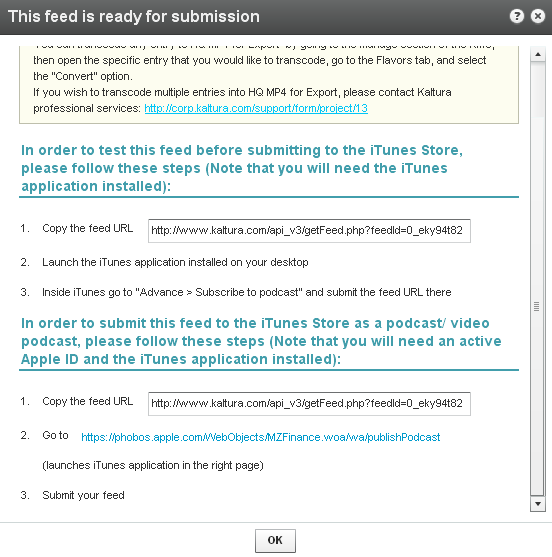 This feed is ready for submission
then open the specific entry that you would like to transcode, go to the Flavors tab, and select
the "Convert" option.
If you wish to transcode multiple entries into HQ MP4 for Export, please contact Kaltura
professional services: http://corp.kaltura.com/support/form/project/13
In order to test this feed before submitting to the iTunes Store,
please follow these steps (Note that you will need the iTunes
application installed):
1. Copy the feed URL http://www.kaltura.com/api_v3/getFeed.php?feedId=0_eky94t82
2. Launch the iTunes application installed on your desktop
3. Inside iTunes go to "Advance > Subscribe to podcast" and submit the feed URL there
In order to submit this feed to the iTunes Store as a podcast/ video
podcast, please follow these steps (Note that you will need an active
Apple ID and the iTunes application installed):
1. Copy the feed URL http://www.kaltura.com/api_v3/getFeed.php?feedId=0_eky94t82
2. Go to https://phobos.apple.com/WebObjects/MZFinance.woa/wa/publishPodcast
(launches iTunes application in the right page)
3. Submit your feed
OK